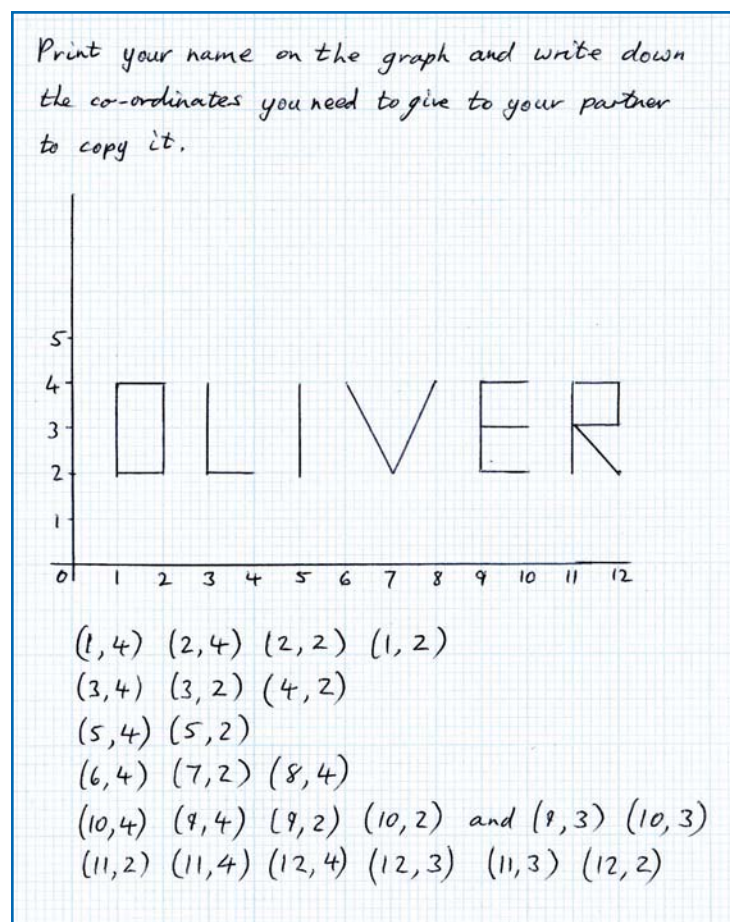 Print your name on the graph and write down
the co-ordinates you need to give to your partner
to copy it.
5
4
3
2
1
OLIVER
0 1 2 3 4 5 6 7 8 9 10 11 12
(1,4) (2,4) (2,2) (1,2)
(3,4) (3,2) (4,2)
(5,4) (5,2)
(6,4) (7,2) (8,4)
(10,4) (9,4) (9,2) (10,2) and (9,3) (10,3)
(11,2) (11,4) (12,4) (12,3) (11,3) (12,2)